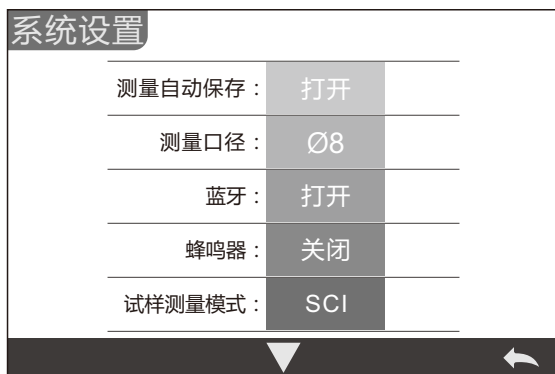 系统设置
测量自动保存：打开
测量口径：Ø8
蓝牙：打开
蜂鸣器：关闭
试样测量模式：SCI